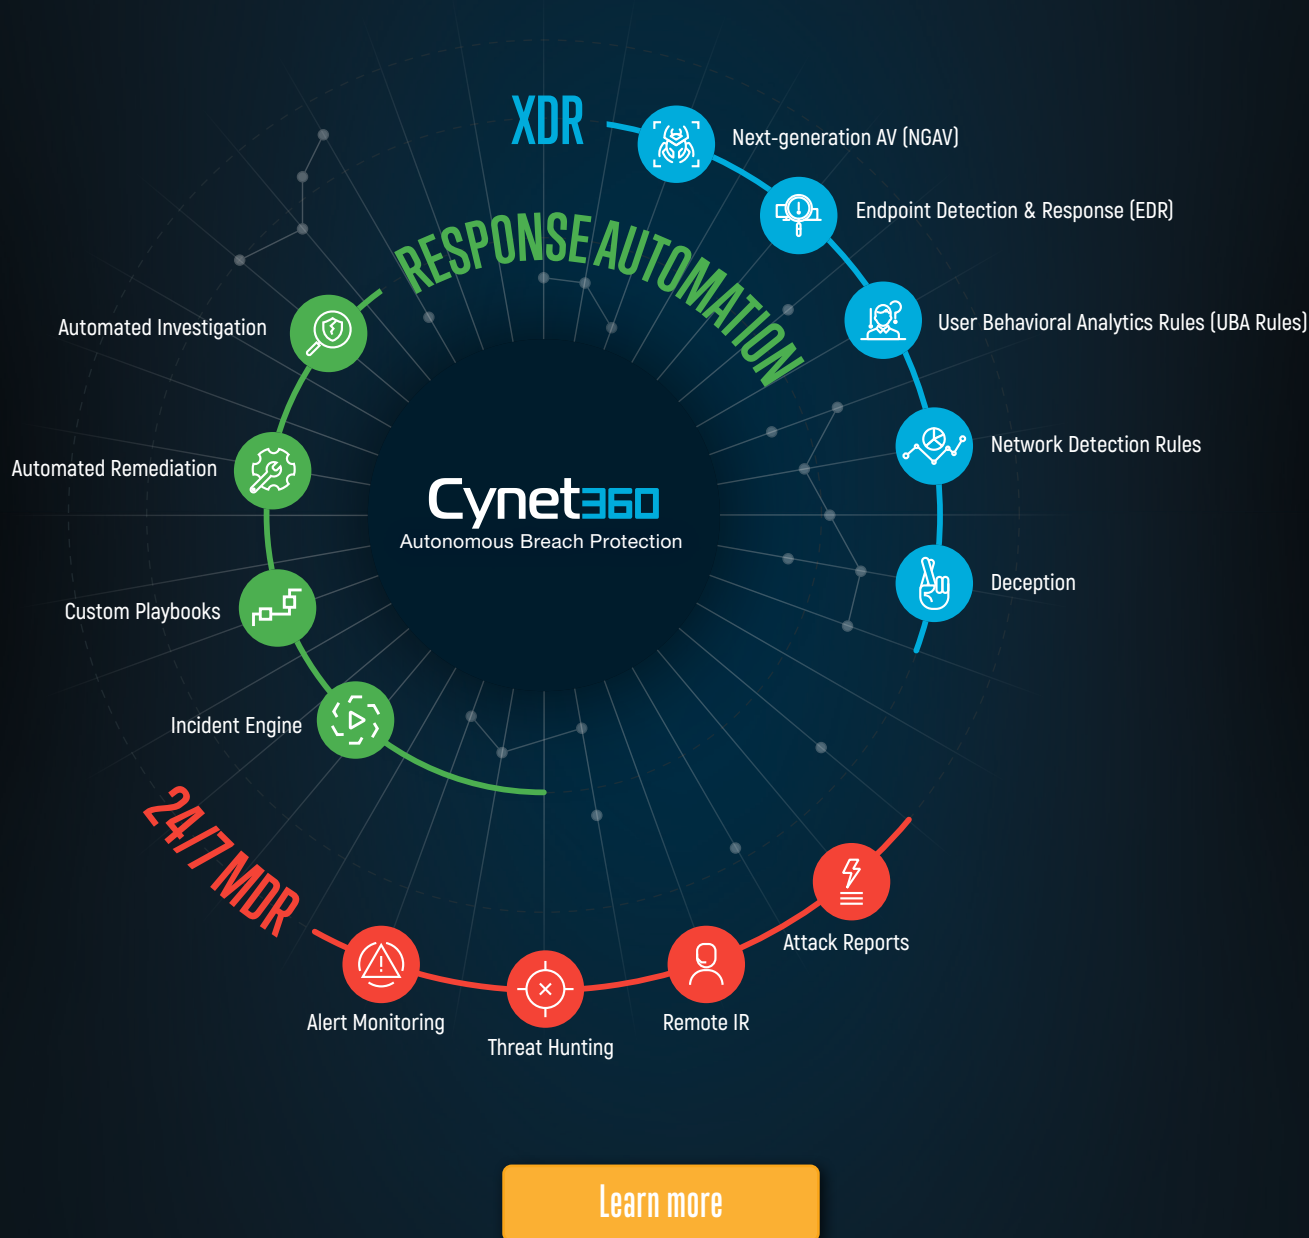 XDR
Next-generation AV (NGAV)
Endpoint Detection & Response (EDR)
User Behavioral Analytics Rules (UBA Rules)
Network Detection Rules
Deception
RESPONSE AUTOMATION
Automated Investigation
Automated Remediation
Custom Playbooks
Incident Engine
Cynet360
Autonomous Breach Protection
24/7 MDR
Alert Monitoring
Threat Hunting
Remote IR
Attack Reports
Learn more